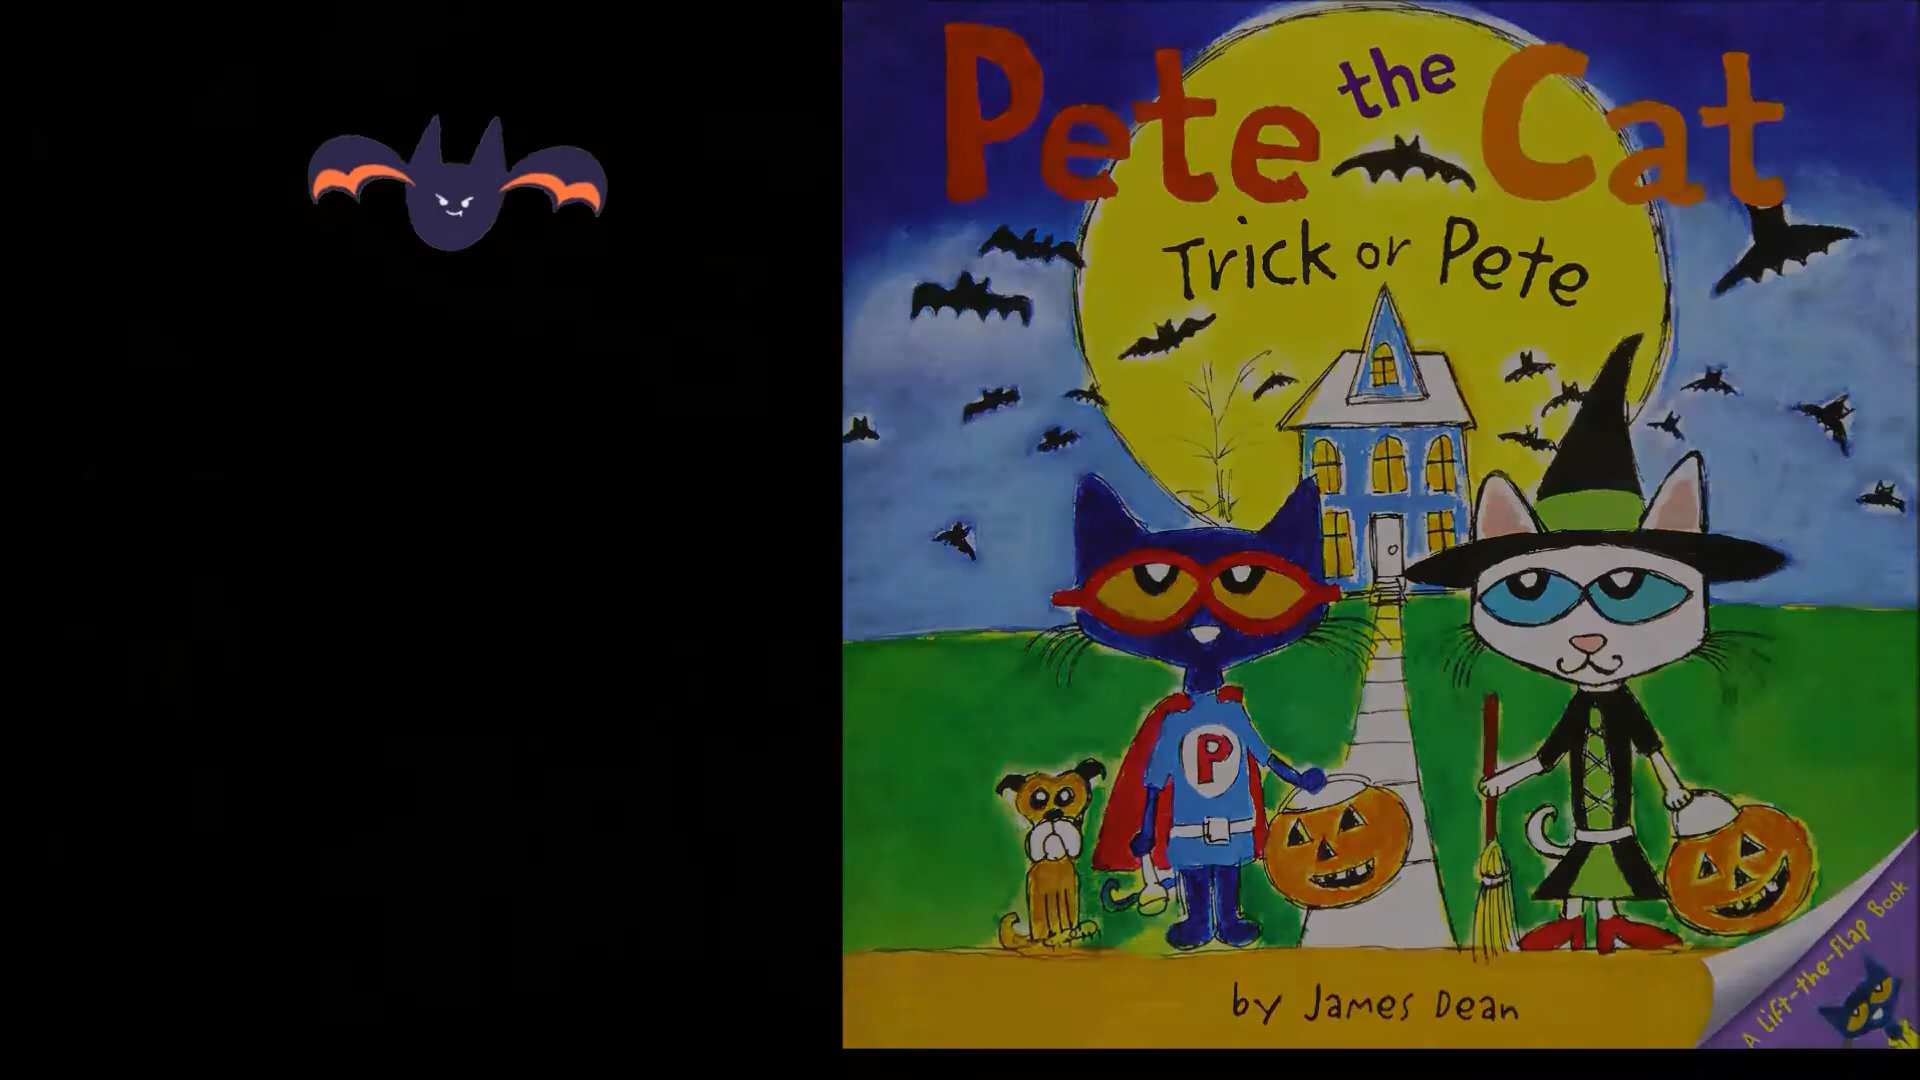 Pete the Cat
Trick or Pete
P
by James Dean
A Lift-the-Flap Book